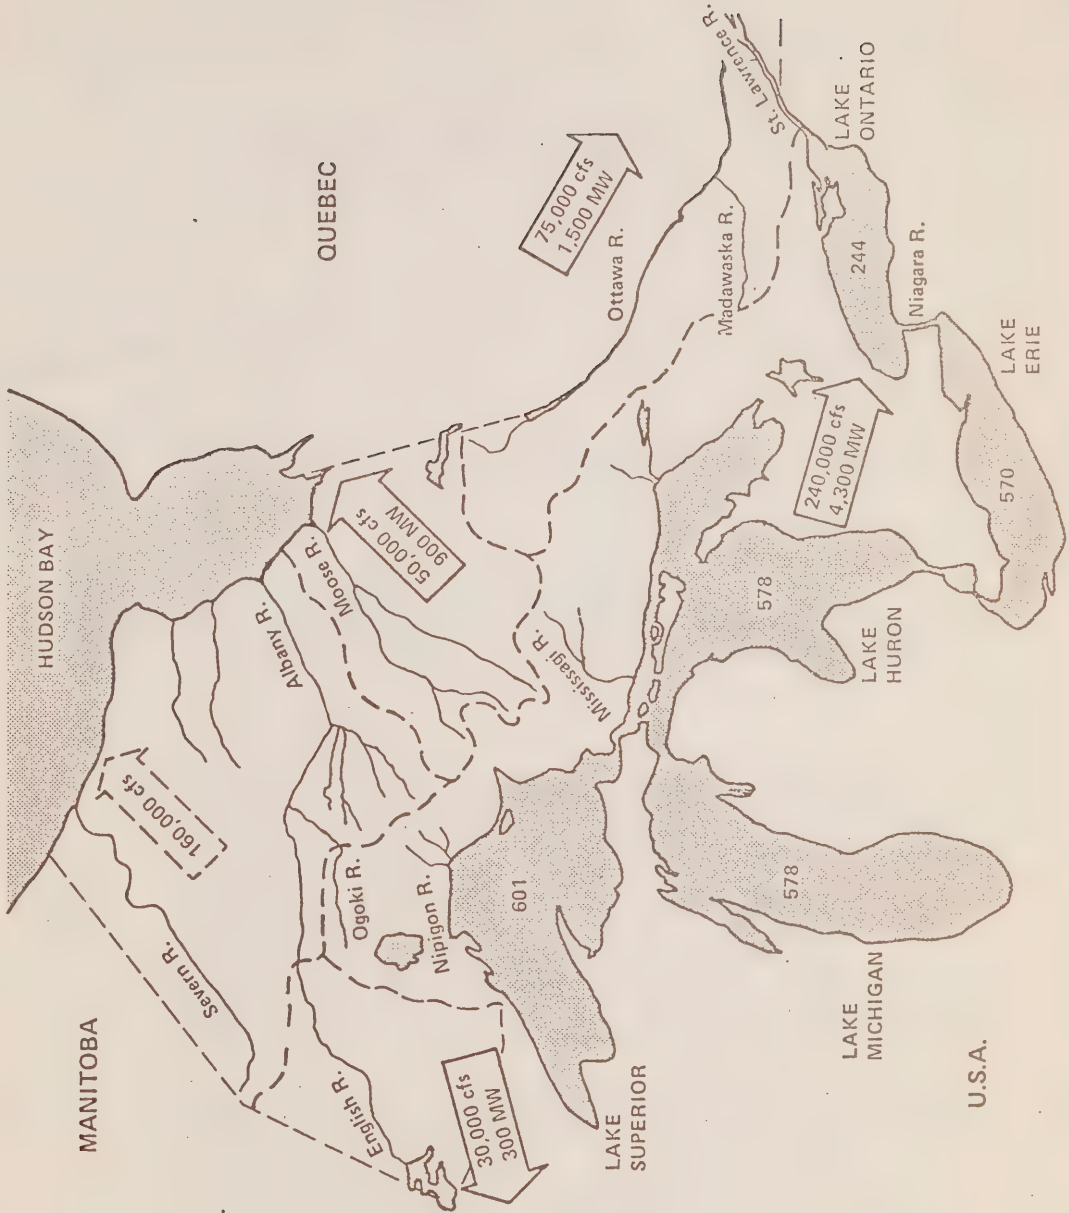 HUDSON BAY
MANITOBA
QUEBEC
160,000 cfs
Severn R.
Albany R.
Moose R.
50,000 cfs
900 MW
75,000 cfs
1,500 MW
Ottawa R.
Madawaska R.
St. Lawrence R.
English R.
Ogoki R.
Nipigon R.
Mississagi R.
30,000 cfs
300 MW
240,000 cfs
4,300 MW
LAKE
SUPERIOR
601
LAKE
MICHIGAN
578
LAKE
HURON
578
LAKE
ERIE
570
Niagara R.
LAKE
ONTARIO
244
U.S.A.